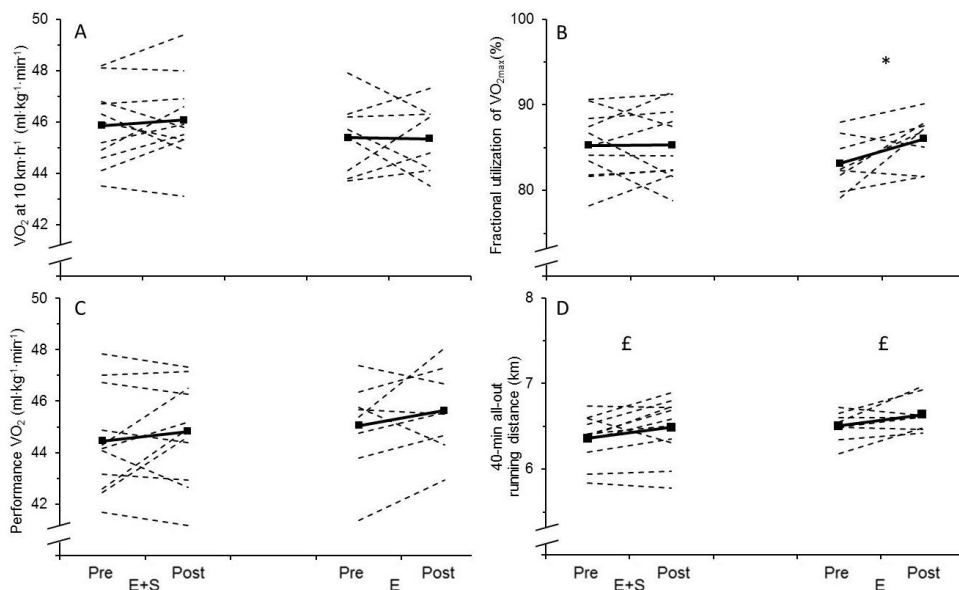 A
VO₂ at 10 km·h⁻¹ (ml·kg⁻¹·min⁻¹)
50
48
46
44
42
B
Fractional utilization of VO₂max(%)
100
90
80
*
C
Performance VO₂ (ml·kg⁻¹·min⁻¹)
50
48
46
44
42
Pre
Post
E+S
Pre
Post
E
D
40-min all-out
running distance (km)
8
7
6
£
£
Pre
Post
E+S
Pre
Post
E